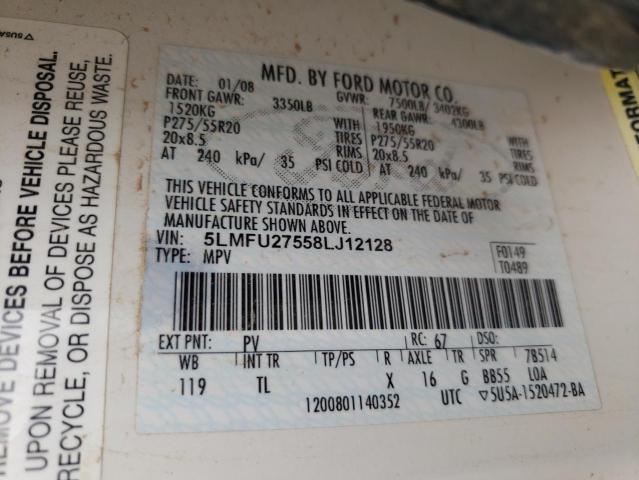 ▽5U5A
MOVE DEVICES BEFORE VEHICLE DISPOSAL.
UPON REMOVAL OF DEVICES PLEASE REUSE,
RECYCLE, OR DISPOSE AS HAZARDOUS WASTE.
MFD. BY FORD MOTOR CO.
DATE: 01/08 GVWR: 7500LB/ 3402KG
FRONT GAWR: 3350LB REAR GAWR: 4300LB
1520KG WITH 1950KG WITH
P275/55R20 TIRES P275/55R20 TIRES
20x8.5 RIMS 20x8.5 RIMS
AT 240 kPa/ 35 PSI COLD AT 240 kPa/ 35 PSI COLD
THIS VEHICLE CONFORMS TO ALL APPLICABLE FEDERAL MOTOR
VEHICLE SAFETY STANDARDS IN EFFECT ON THE DATE OF
MANUFACTURE SHOWN ABOVE.
VIN: 5LMFU27558LJ12128
TYPE: MPV
F0149
T0489
EXT PNT: PV RC: 67 DSO:
WB INT TR TP/PS R AXLE TR SPR 7B514
119 TL X 16 G BB55 LOA
1200801140352 UTC ▽5U5A-1520472-BA